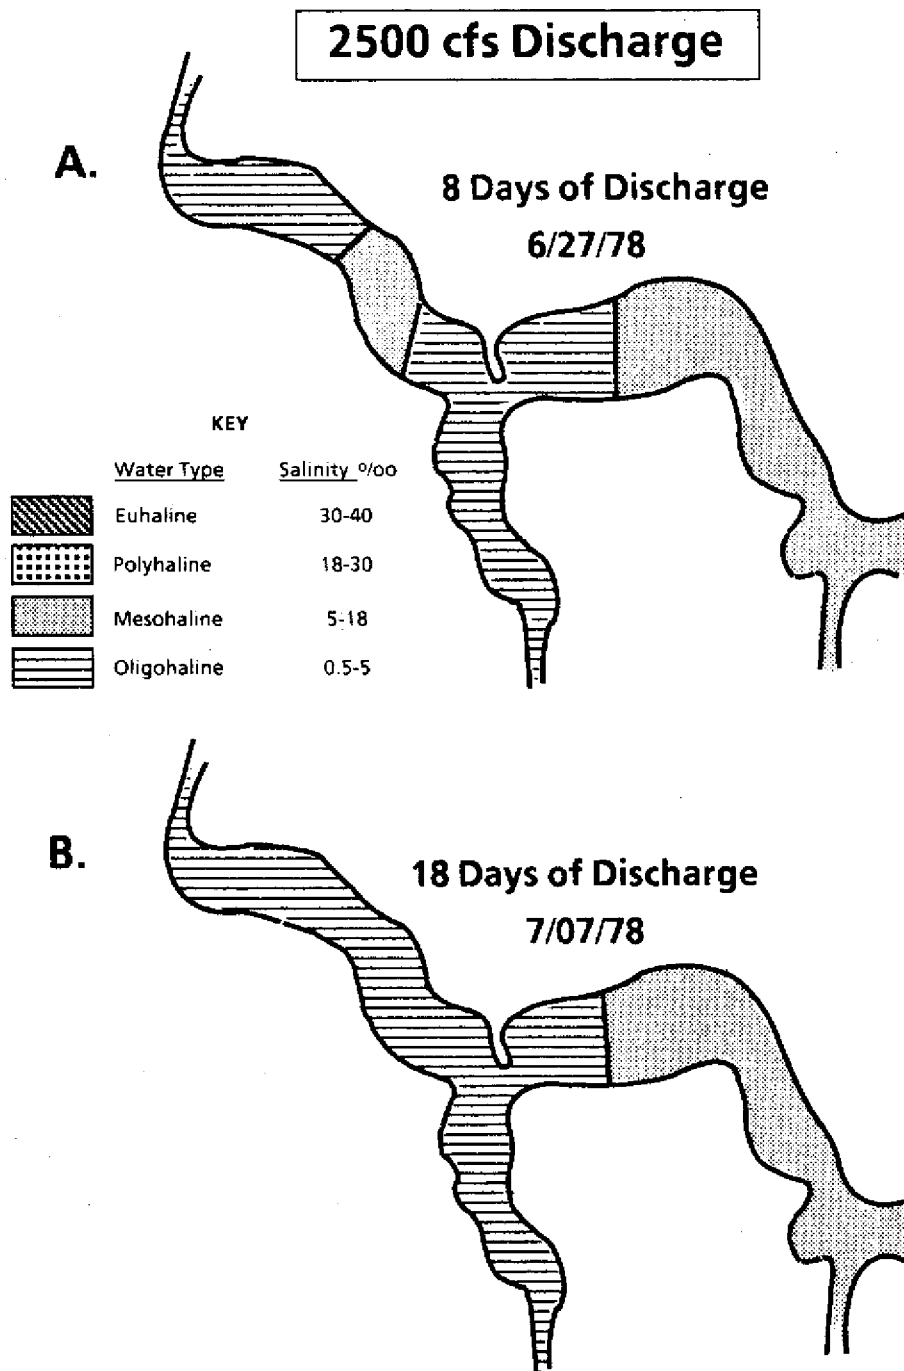 2500 cfs Discharge
A.
8 Days of Discharge
6/27/78
KEY
Water Type Salinity º/oo
Euhaline 30-40
Polyhaline 18-30
Mesohaline 5-18
Oligohaline 0.5-5
B.
18 Days of Discharge
7/07/78